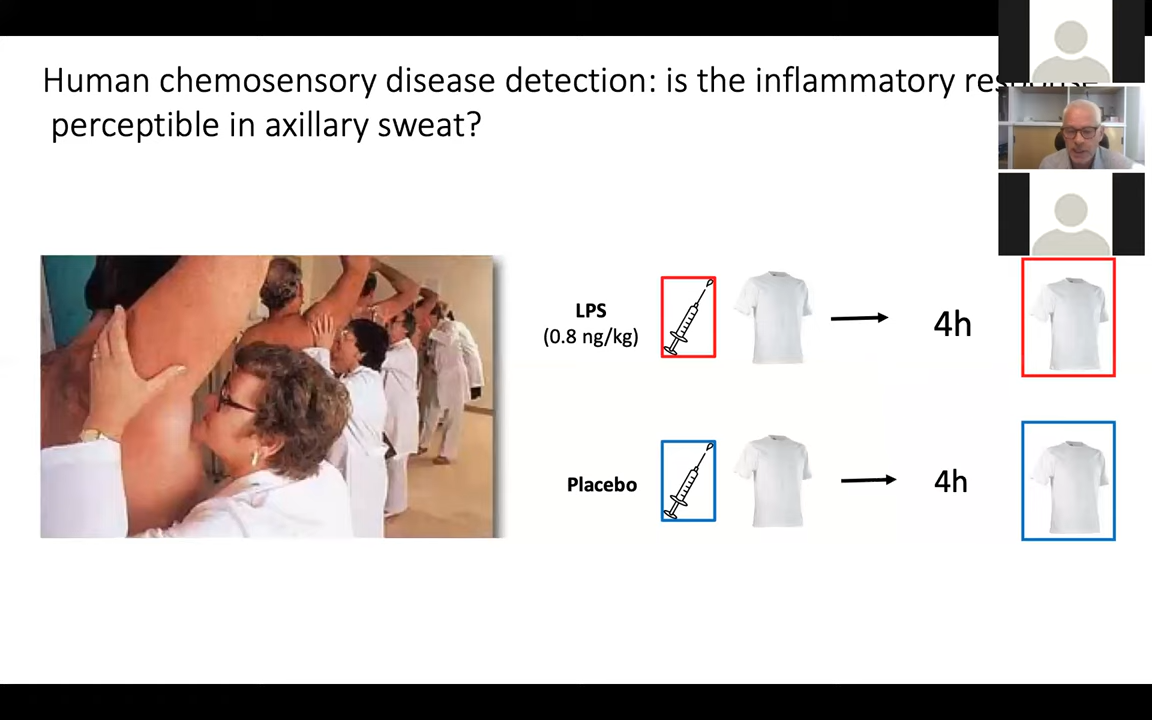 Human chemosensory disease detection: is the inflammatory response
perceptible in axillary sweat?
LPS
(0.8 ng/kg)
4h
Placebo
4h